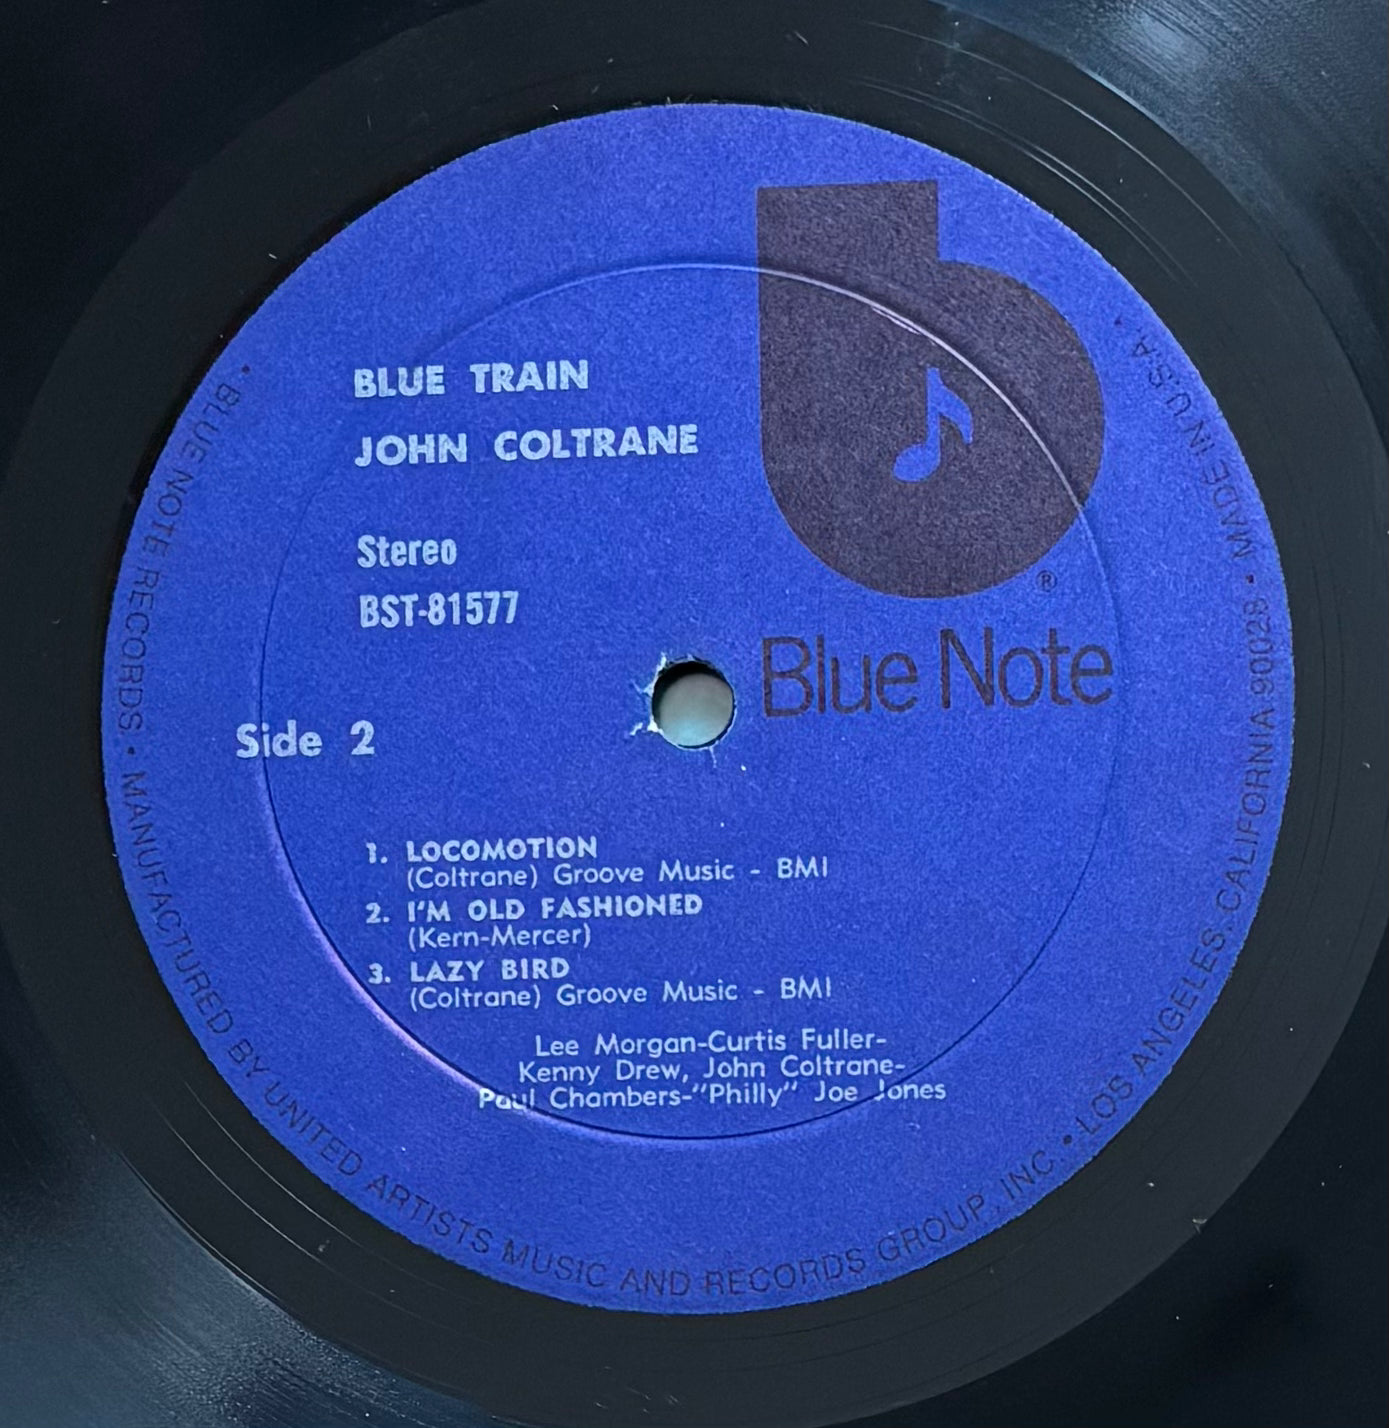 BLUE TRAIN
JOHN COLTRANE
Stereo
BST-81577
®
Blue Note
Side 2
1. LOCOMOTION
(Coltrane) Groove Music - BMI
2. I'M OLD FASHIONED
(Kern-Mercer)
3. LAZY BIRD
(Coltrane) Groove Music - BMI
Lee Morgan-Curtis Fuller-
Kenny Drew, John Coltrane-
Paul Chambers-"Philly" Joe Jones
• BLUE NOTE RECORDS • MANUFACTURED BY UNITED ARTISTS MUSIC AND RECORDS GROUP, INC. • LOS ANGELES, CALIFORNIA 90028 • MADE IN U.S.A. •